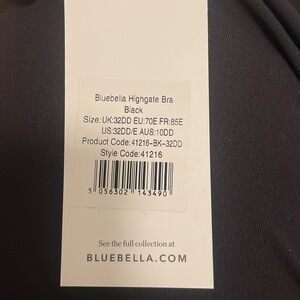 Bluebella Highgate Bra
Black
Size: UK:32DD EU:70E FR:85E
US:32DD/E AUS:10DD
Product Code:41216-BK-32DD
Style Code:41216
5 056302 143490
See the full collection at
BLUEBELLA.COM